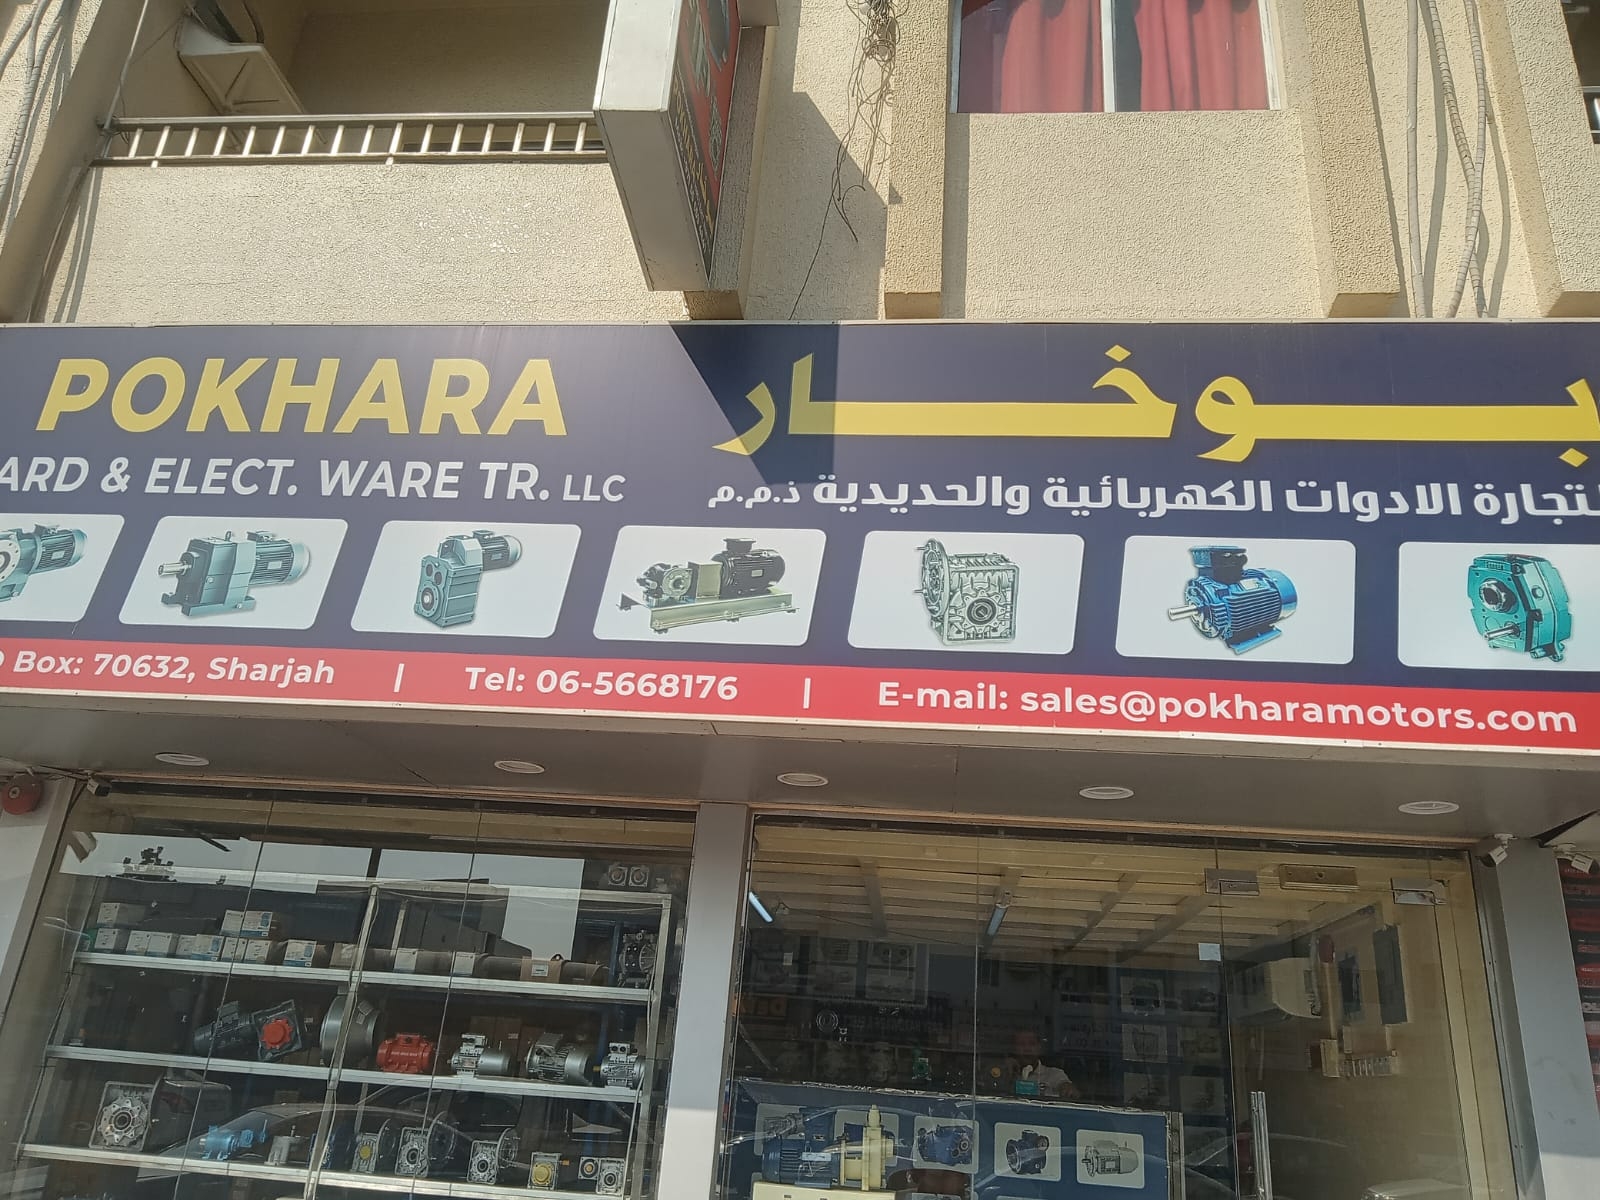 POKHARA
بوخار
ARD & ELECT. WARE TR. LLC
لتجارة الادوات الكهربائية والحديدية ذ.م.م
O Box: 70632, Sharjah | Tel: 06-5668176 | E-mail: sales@pokharamotors.com